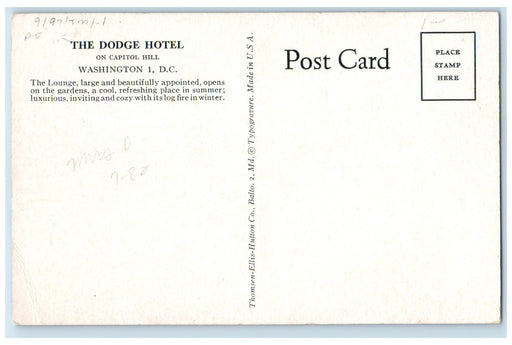 THE DODGE HOTEL
ON CAPITOL HILL
WASHINGTON 1, D.C.
The Lounge, large and beautifully appointed, opens
on the gardens, a cool, refreshing place in summer;
luxurious, inviting and cozy with its log fire in winter.
Thomsen-Ellis-Hutton Co., Balto. 2, Md. © Typogravure. Made in U.S.A.
Post Card
PLACE
STAMP
HERE